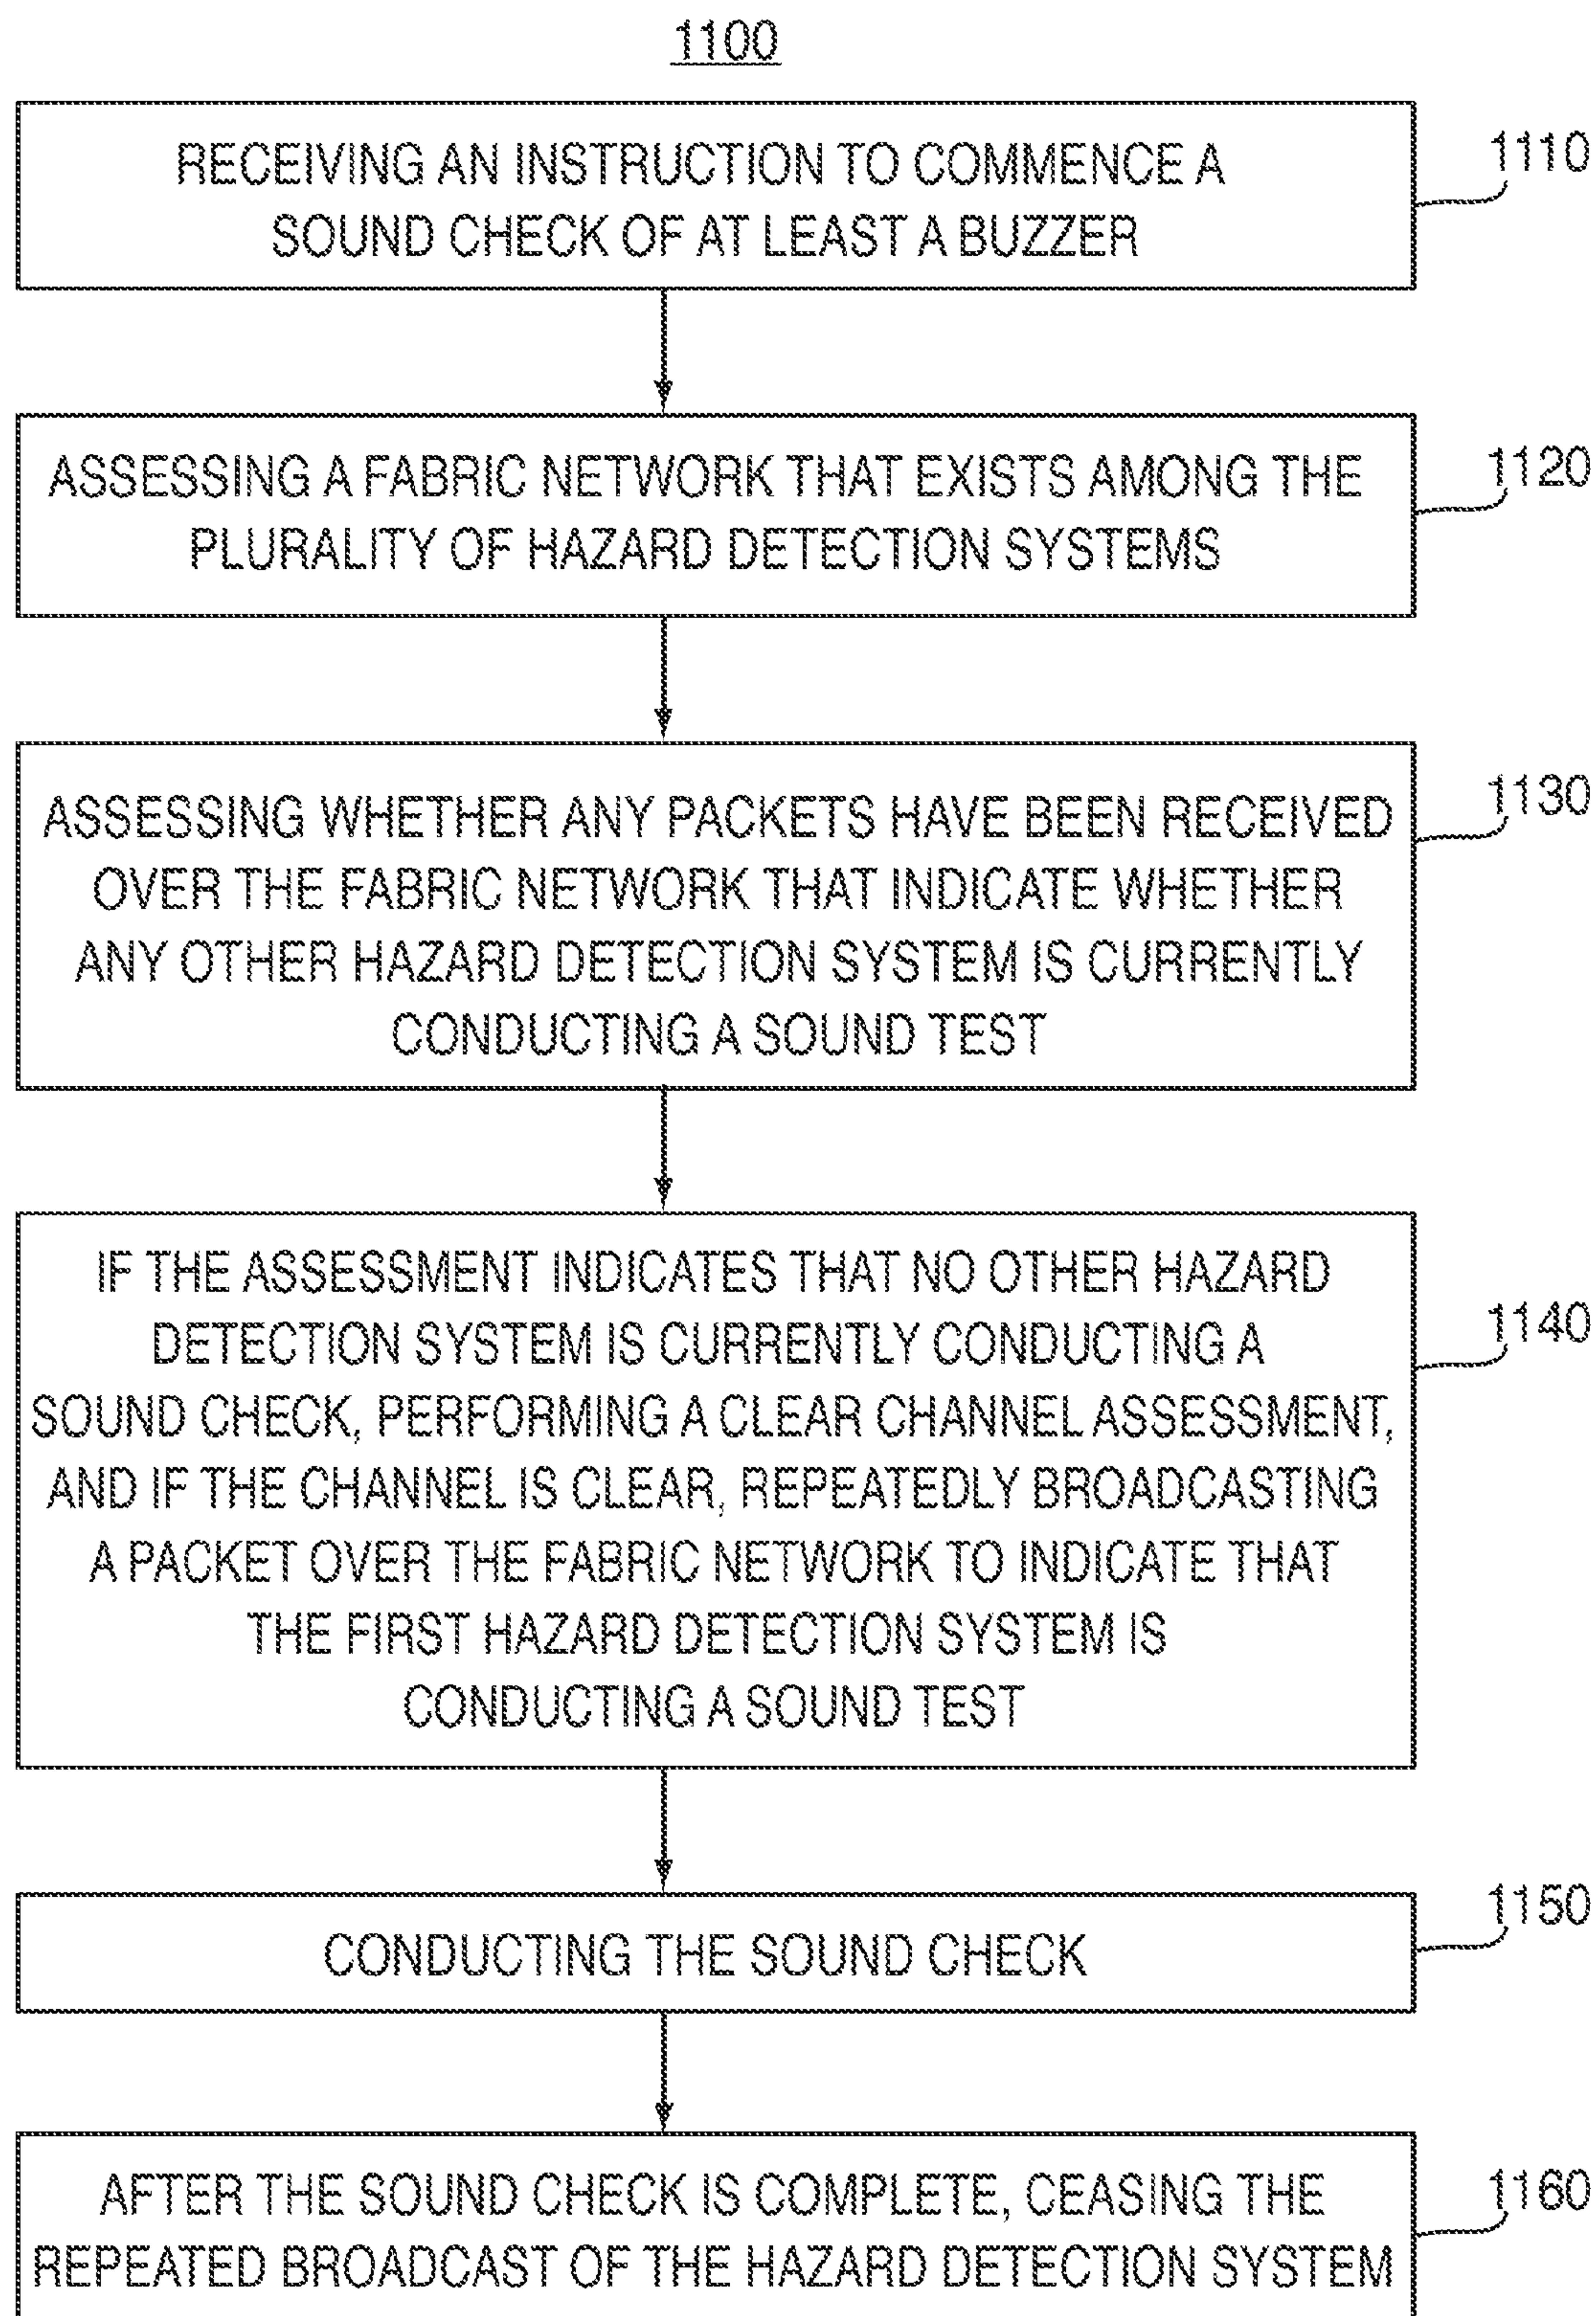 1100
RECEIVING AN INSTRUCTION TO COMMENCE A
SOUND CHECK OF AT LEAST A BUZZER
1110
ASSESSING A FABRIC NETWORK THAT EXISTS AMONG THE
PLURALITY OF HAZARD DETECTION SYSTEMS
1120
ASSESSING WHETHER ANY PACKETS HAVE BEEN RECEIVED
OVER THE FABRIC NETWORK THAT INDICATE WHETHER
ANY OTHER HAZARD DETECTION SYSTEM IS CURRENTLY
CONDUCTING A SOUND TEST
1130
IF THE ASSESSMENT INDICATES THAT NO OTHER HAZARD
DETECTION SYSTEM IS CURRENTLY CONDUCTING A
SOUND CHECK, PERFORMING A CLEAR CHANNEL ASSESSMENT,
AND IF THE CHANNEL IS CLEAR, REPEATEDLY BROADCASTING
A PACKET OVER THE FABRIC NETWORK TO INDICATE THAT
THE FIRST HAZARD DETECTION SYSTEM IS
CONDUCTING A SOUND TEST
1140
CONDUCTING THE SOUND CHECK
1150
AFTER THE SOUND CHECK IS COMPLETE, CEASING THE
REPEATED BROADCAST OF THE HAZARD DETECTION SYSTEM
1160